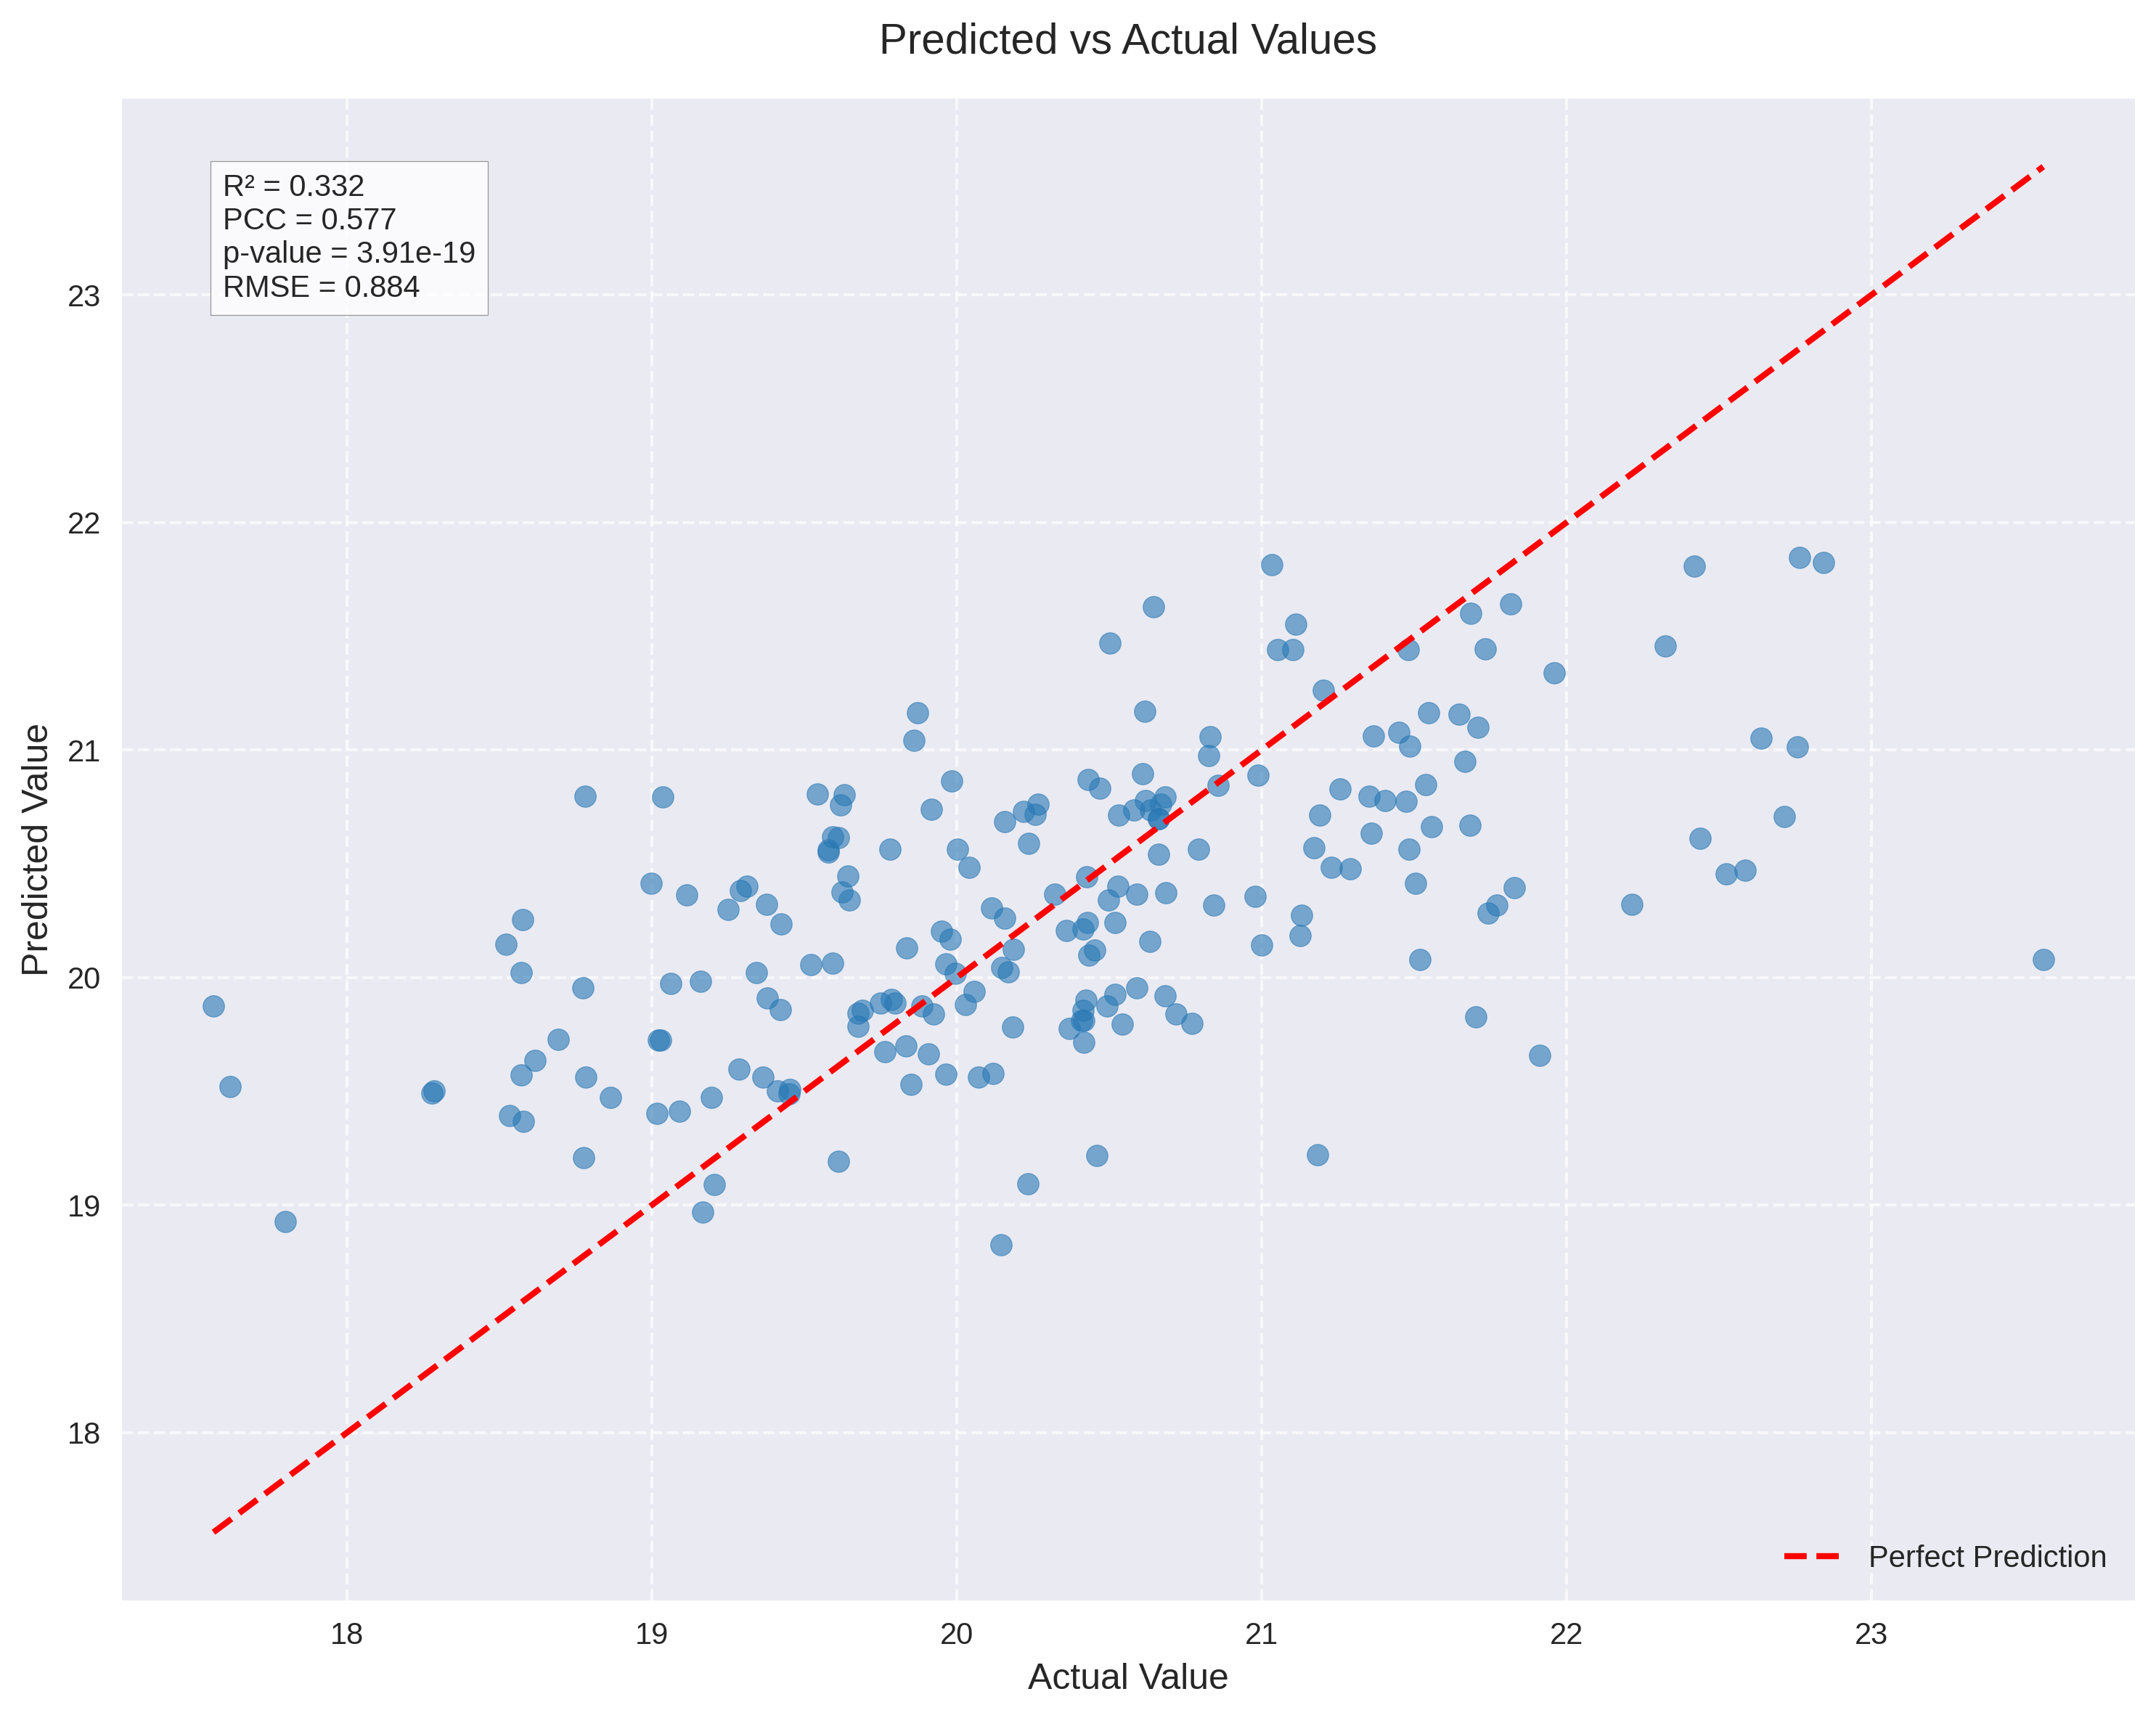 Predicted vs Actual Values
R² = 0.332
PCC = 0.577
p-value = 3.91e-19
RMSE = 0.884
23
22
21
20
19
18
Predicted Value
Perfect Prediction
18 19 20 21 22 23
Actual Value